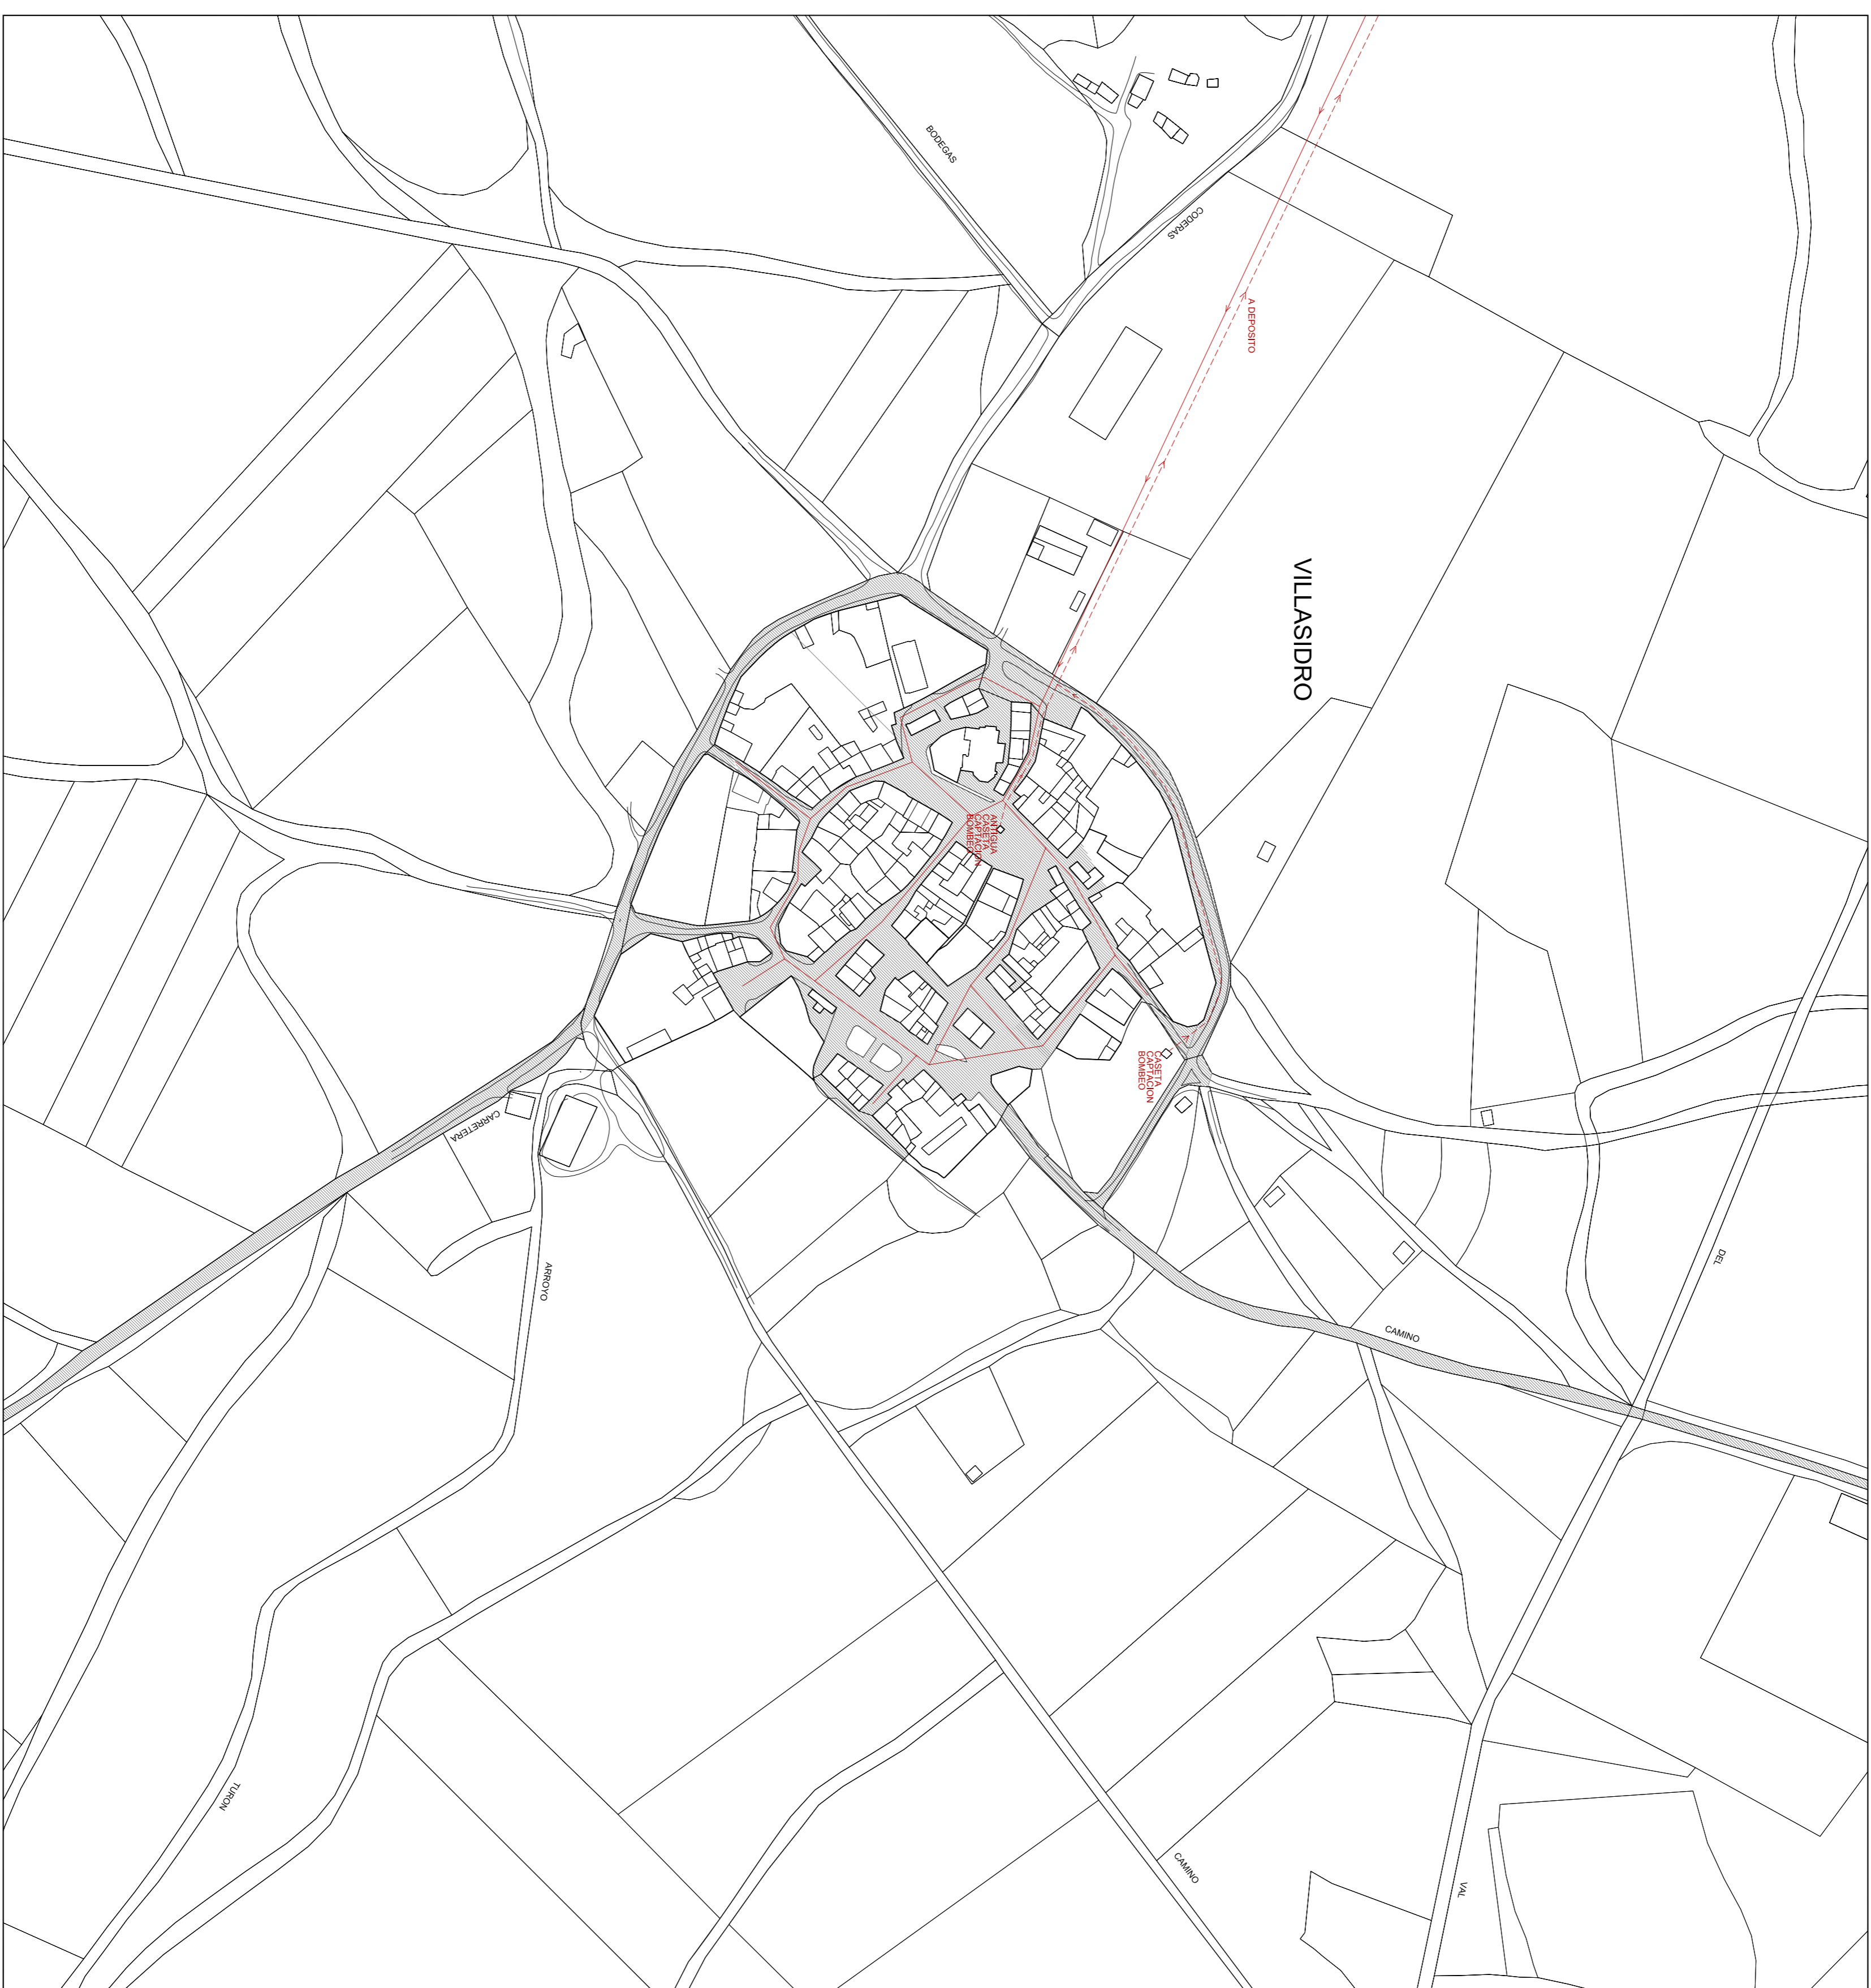 BODEGAS
CODERAS
A DEPOSITO
VILLASIDRO
ANTIGUA
CASETA
CAPTACION
BOMBEO
CASETA
CAPTACION
BOMBEO
CARRETERA
ARROYO
DEL
CAMINO
TURON
CAMINO
VAL